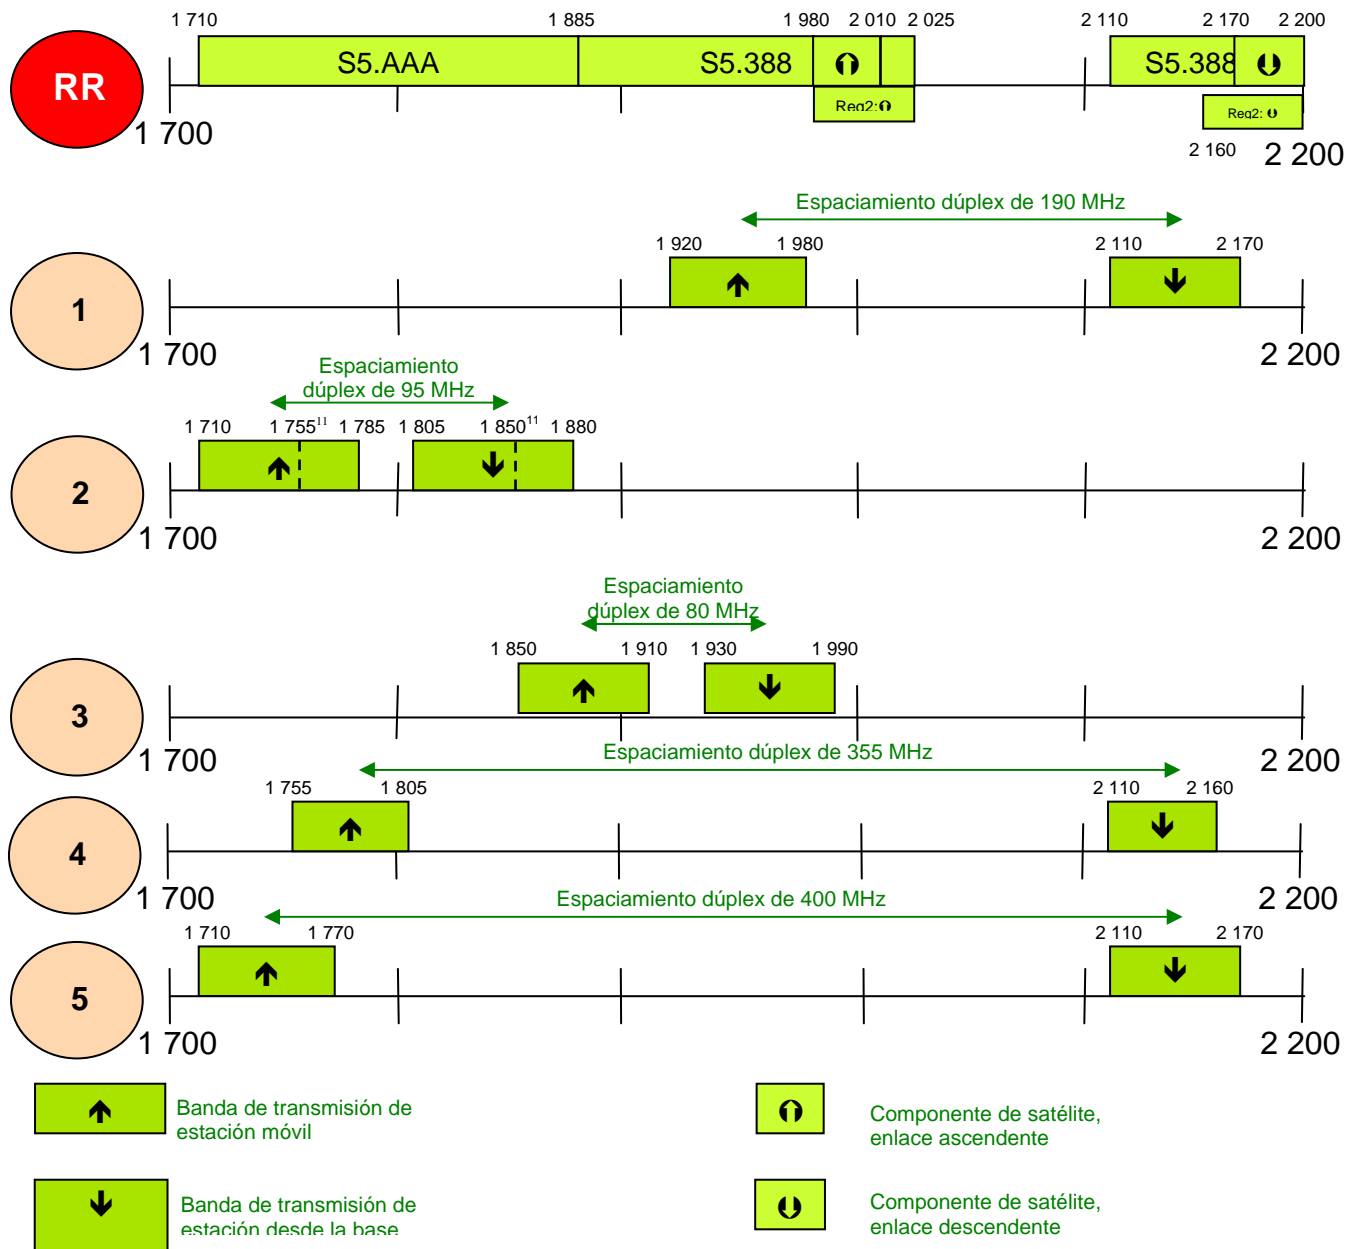 1 710 1 885 1 980 2 010 2 025 2 110 2 170 2 200
RR S5.AAA S5.388 S5.388
Reg2: Reg2:
1 700 2 160 2 200
Espaciamiento dúplex de 190 MHz
1 920 1 980 2 110 2 170
1
1 700 2 200
Espaciamiento
dúplex de 95 MHz
1 710 1 755¹¹ 1 785 1 805 1 850¹¹ 1 880
2
1 700 2 200
Espaciamiento
dúplex de 80 MHz
1 850 1 910 1 930 1 990
3
1 700 2 200
Espaciamiento dúplex de 355 MHz
1 755 1 805 2 110 2 160
4
1 700 2 200
Espaciamiento dúplex de 400 MHz
1 710 1 770 2 110 2 170
5
1 700 2 200
Banda de transmisión de
estación móvil
Componente de satélite,
enlace ascendente
Banda de transmisión de
estación desde la base
Componente de satélite,
enlace descendente